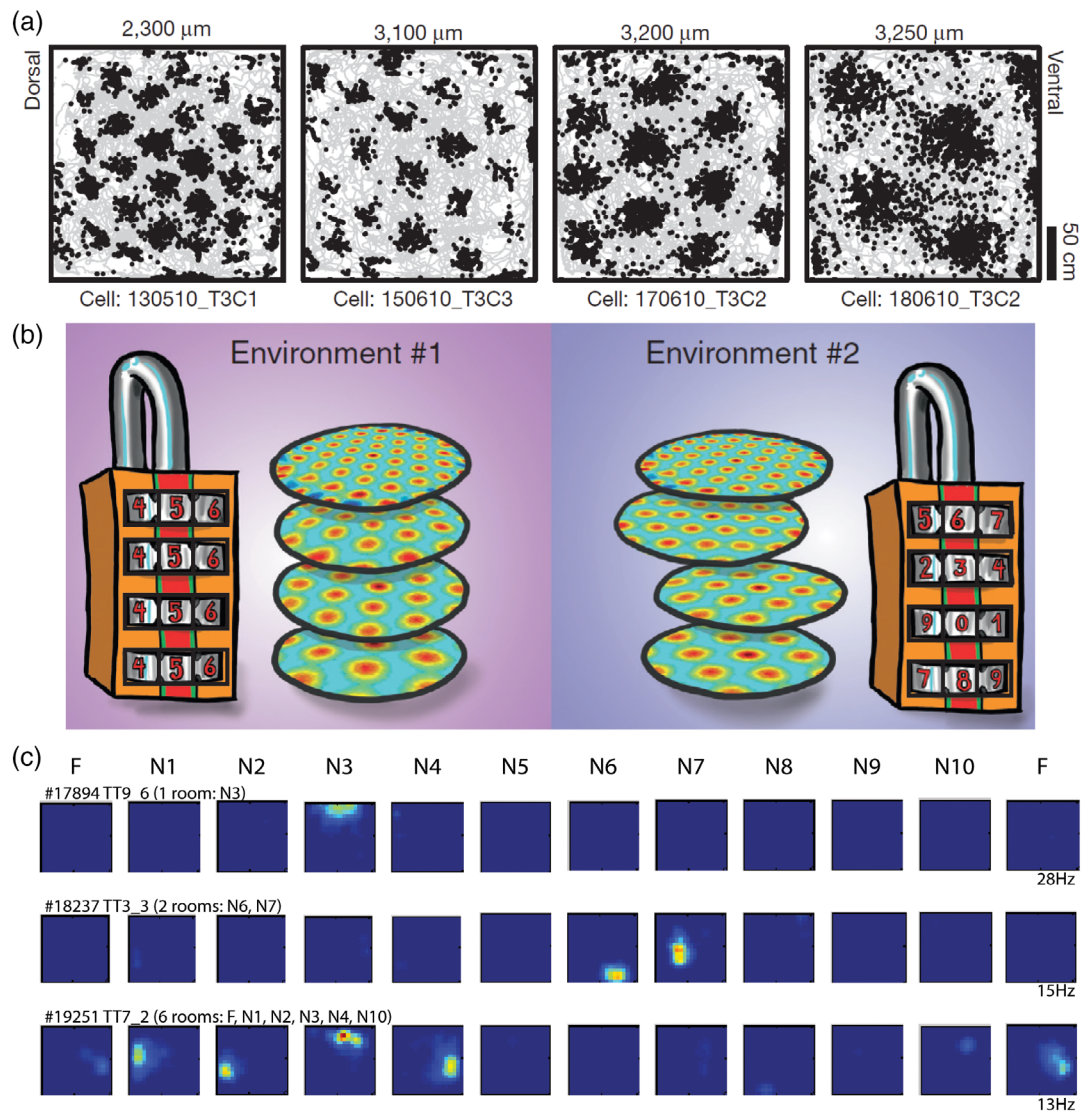 (a)
2,300 µm 3,100 µm 3,200 µm 3,250 µm
Dorsal
Ventral
50 cm
Cell: 130510_T3C1 Cell: 150610_T3C3 Cell: 170610_T3C2 Cell: 180610_T3C2
(b)
Environment #1 Environment #2
4 5 6
4 5 6
4 5 6
4 5 6
5 6 7
2 3 4
9 0 1
7 8 9
(c)
F N1 N2 N3 N4 N5 N6 N7 N8 N9 N10 F
#17894 TT9_6 (1 room: N3)
28Hz
#18237 TT3_3 (2 rooms: N6, N7)
15Hz
#19251 TT7_2 (6 rooms: F, N1, N2, N3, N4, N10)
13Hz